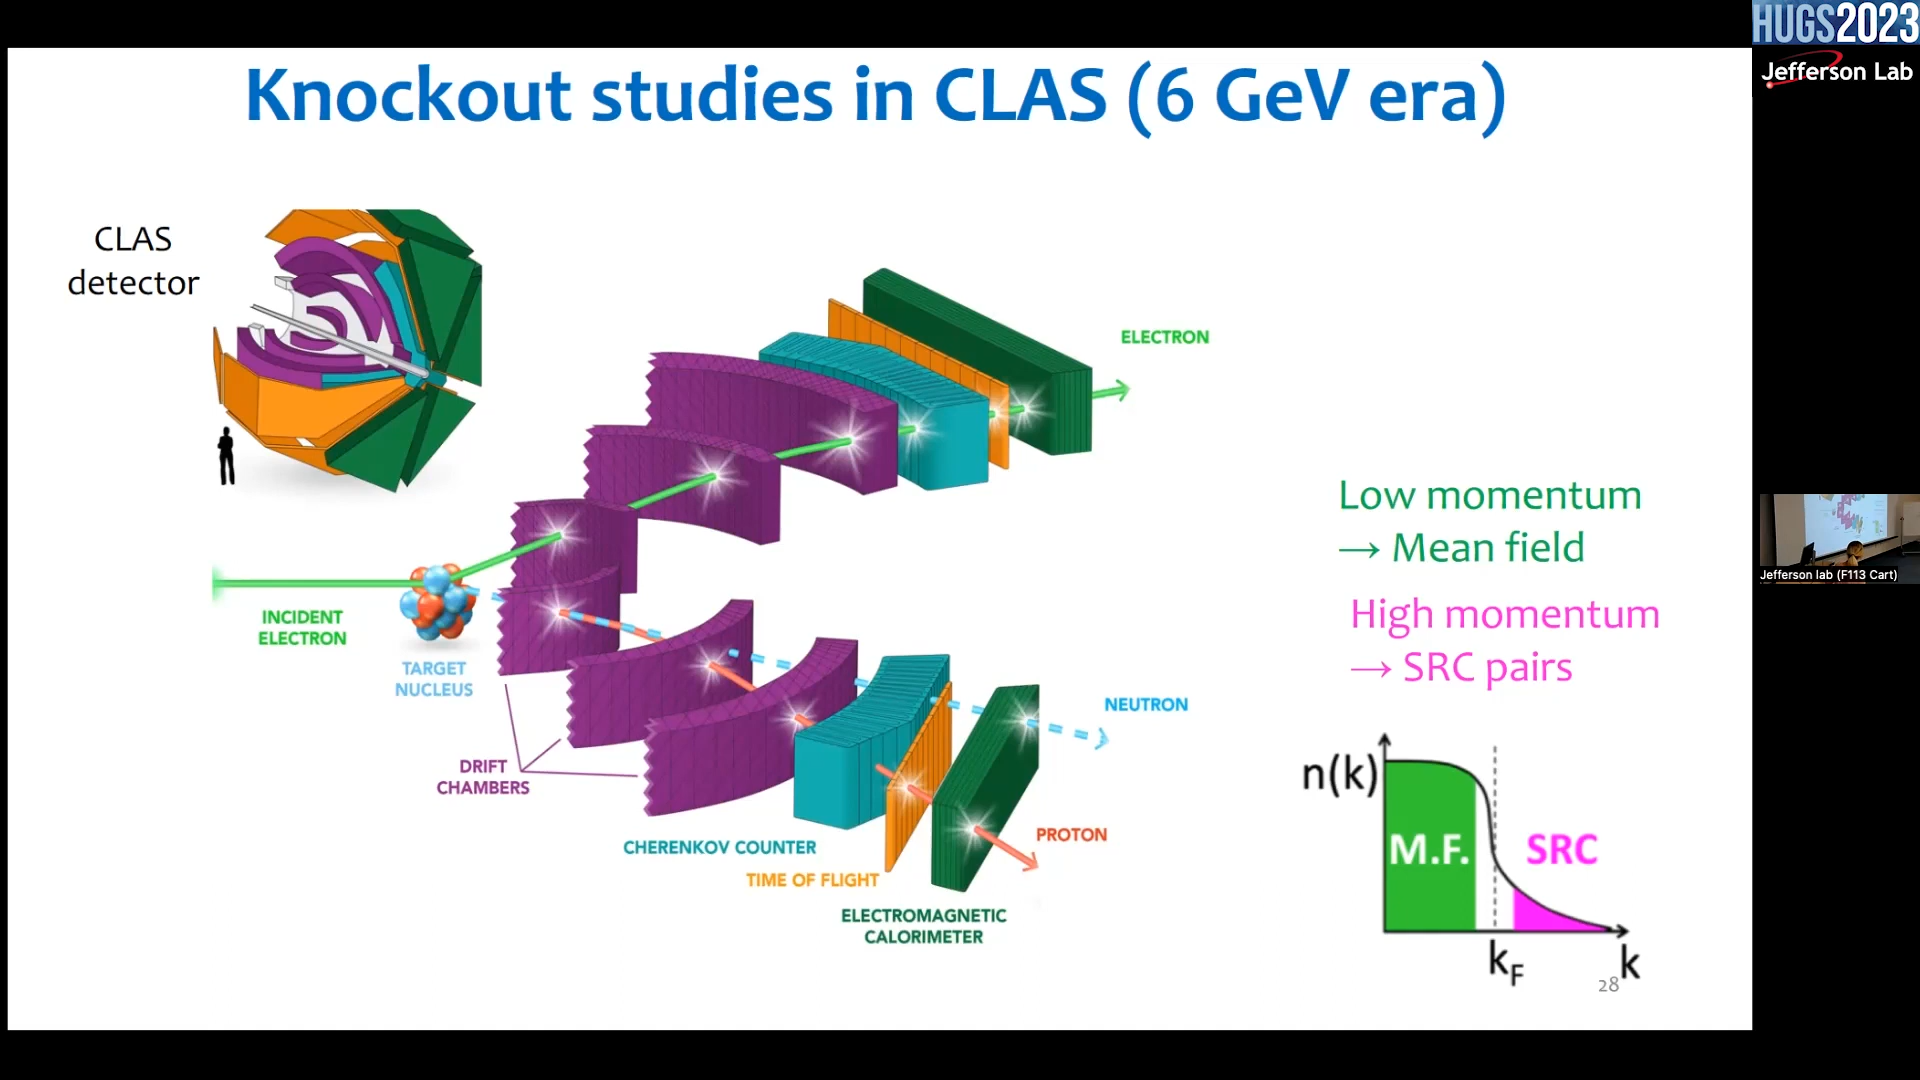 HUGS2023
Jefferson Lab
Knockout studies in CLAS (6 GeV era)
CLAS
detector
ELECTRON
INCIDENT
ELECTRON
TARGET
NUCLEUS
DRIFT
CHAMBERS
CHERENKOV COUNTER
TIME OF FLIGHT
ELECTROMAGNETIC
CALORIMETER
NEUTRON
PROTON
Low momentum
→ Mean field
High momentum
→ SRC pairs
n(k)
M.F.
SRC
kF
k
28
Jefferson lab (F113 Cart)